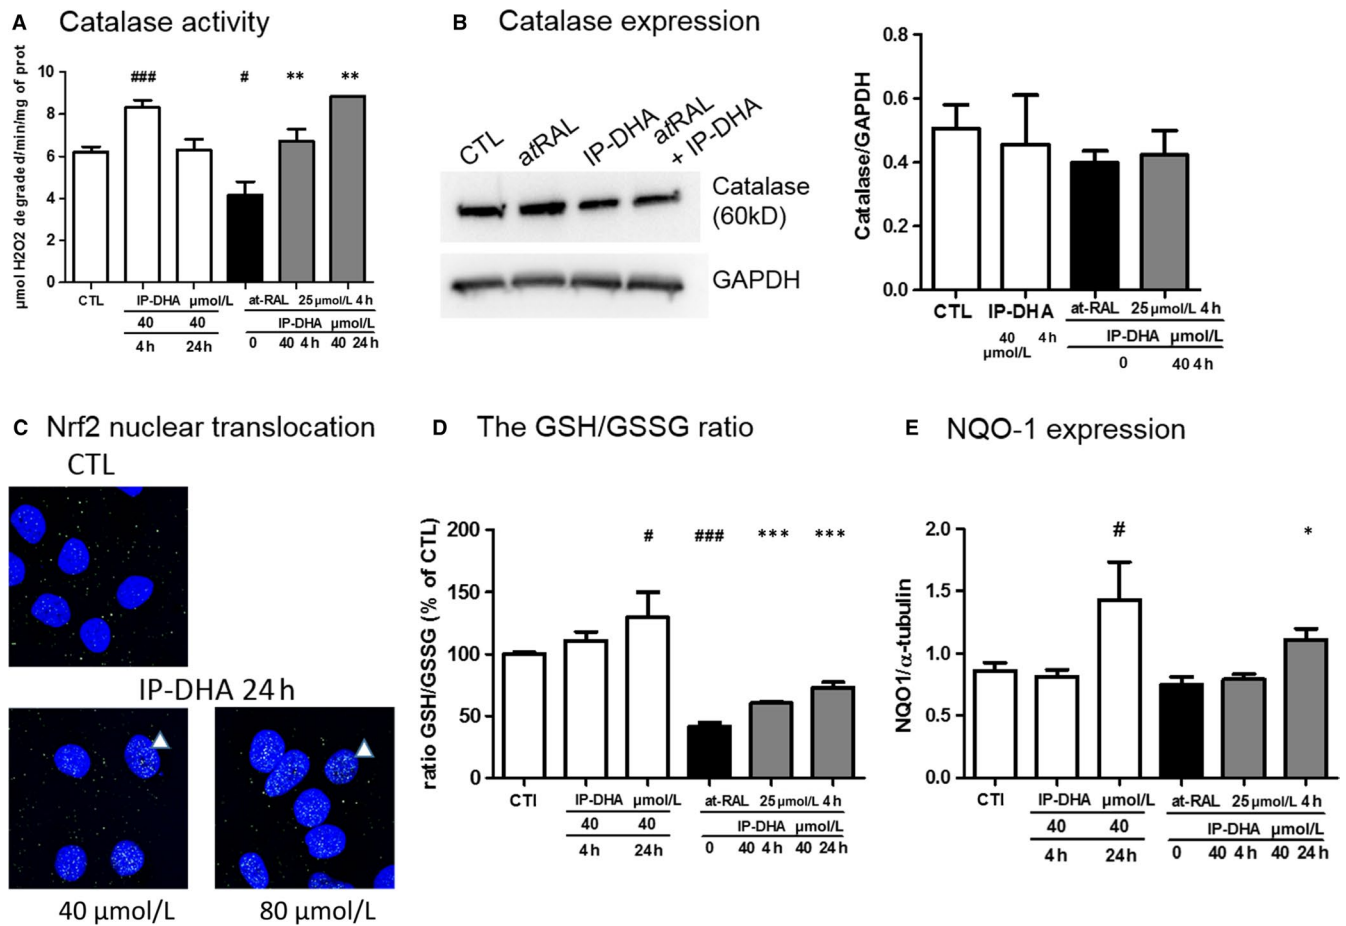 A Catalase activity
µmol H2O2 degraded/min/mg of prot
10
8
6
4
2
0
###
#
**
**
CTL
IP-DHA µmol/L
40 40
4 h 24 h
at-RAL 25 µmol/L 4 h
IP-DHA µmol/L
0 40 4 h 40 24 h
B Catalase expression
CTL
atRAL
IP-DHA
atRAL
+ IP-DHA
Catalase
(60kD)
GAPDH
Catalase/GAPDH
0.8
0.6
0.4
0.2
0.0
CTL
IP-DHA
40 4 h
µmol/L
at-RAL 25 µmol/L 4 h
IP-DHA µmol/L
0 40 4 h
C Nrf2 nuclear translocation
CTL
IP-DHA 24 h
40 µmol/L
80 µmol/L
D The GSH/GSSG ratio
ratio GSH/GSSG (% of CTL)
200
150
100
50
0
#
###
***
***
CTl
IP-DHA µmol/L
40 40
4 h 24 h
at-RAL 25 µmol/L 4 h
IP-DHA µmol/L
0 40 4 h 40 24 h
E NQO-1 expression
NQO1/α-tubulin
2.0
1.5
1.0
0.5
0.0
#
*
CTl
IP-DHA µmol/L
40 40
4 h 24 h
at-RAL 25 µmol/L 4 h
IP-DHA µmol/L
0 40 4 h 40 24 h